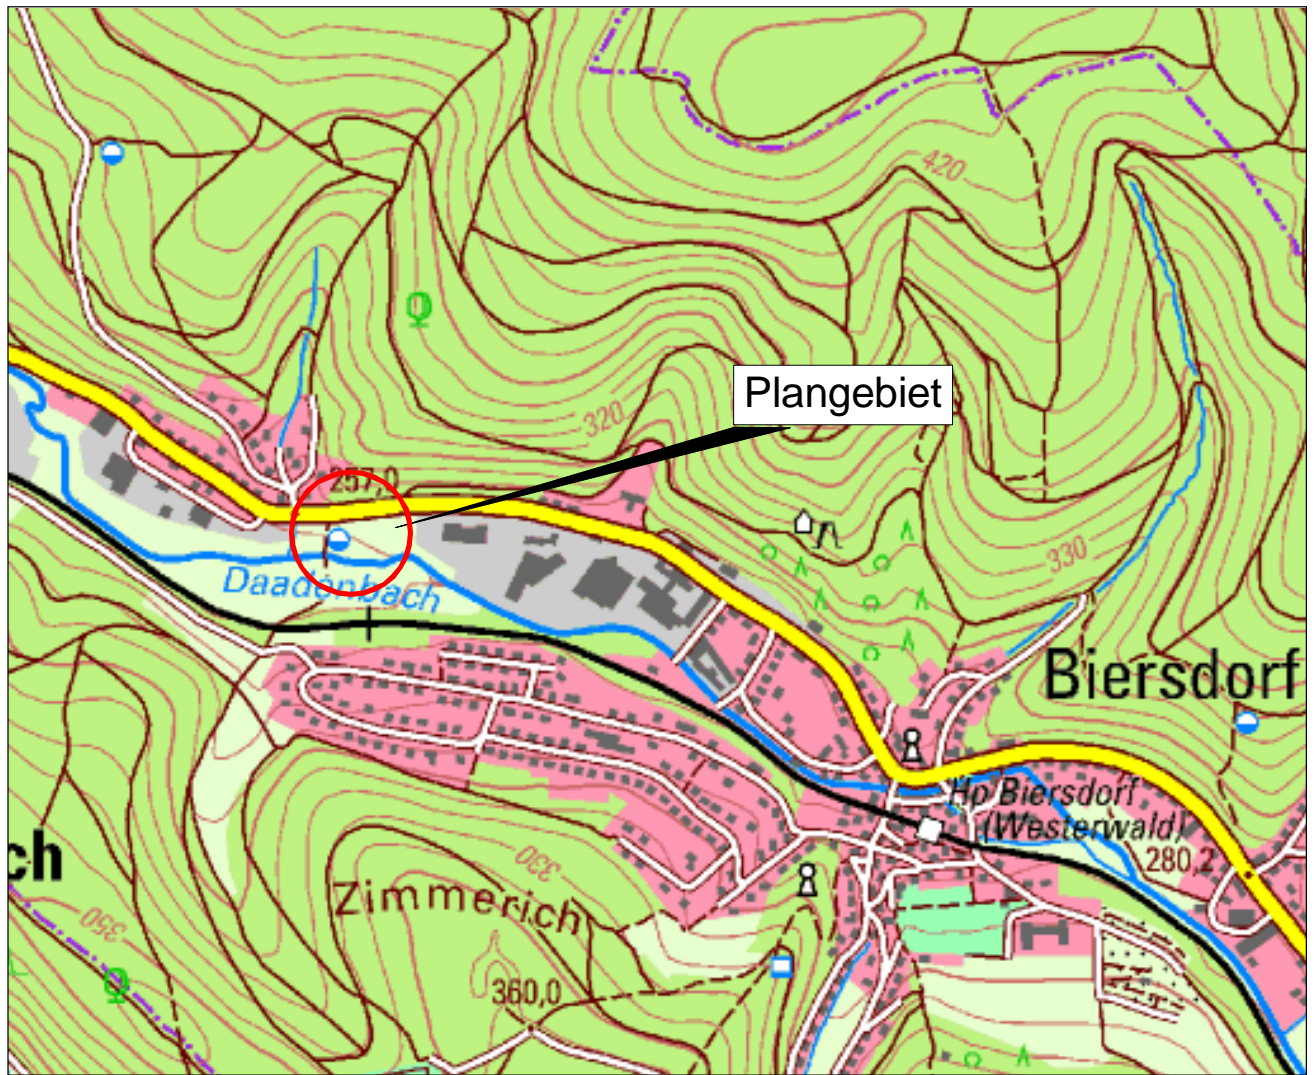 420
Plangebiet
320
257,0
330
Daadenbach
Biersdorf
Hp Biersdorf
(Westerwald)
280,2
ch
330
Zimmerich
350
360,0